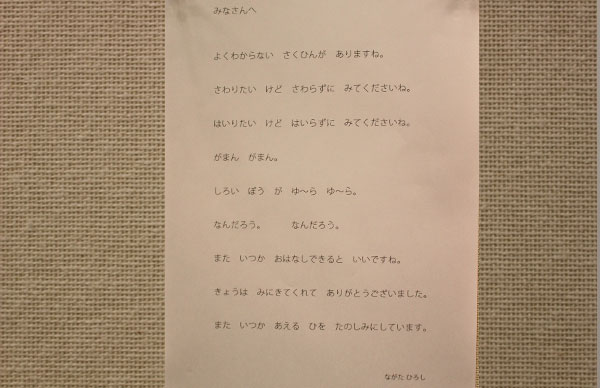 みなさんへ
よくわからない　さくひんが　ありますね。
さわりたい　けど　さわらずに　みてくださいね。
はいりたい　けど　はいらずに　みてくださいね。
がまん　がまん。
しろい　ぼう　が　ゆ〜ら　ゆ〜ら。
なんだろう。　　　なんだろう。
また　いつか　おはなしできると　いいですね。
きょうは　みにきてくれて　ありがとうございました。
また　いつか　あえる　ひを　たのしみにしています。
ながた ひろし